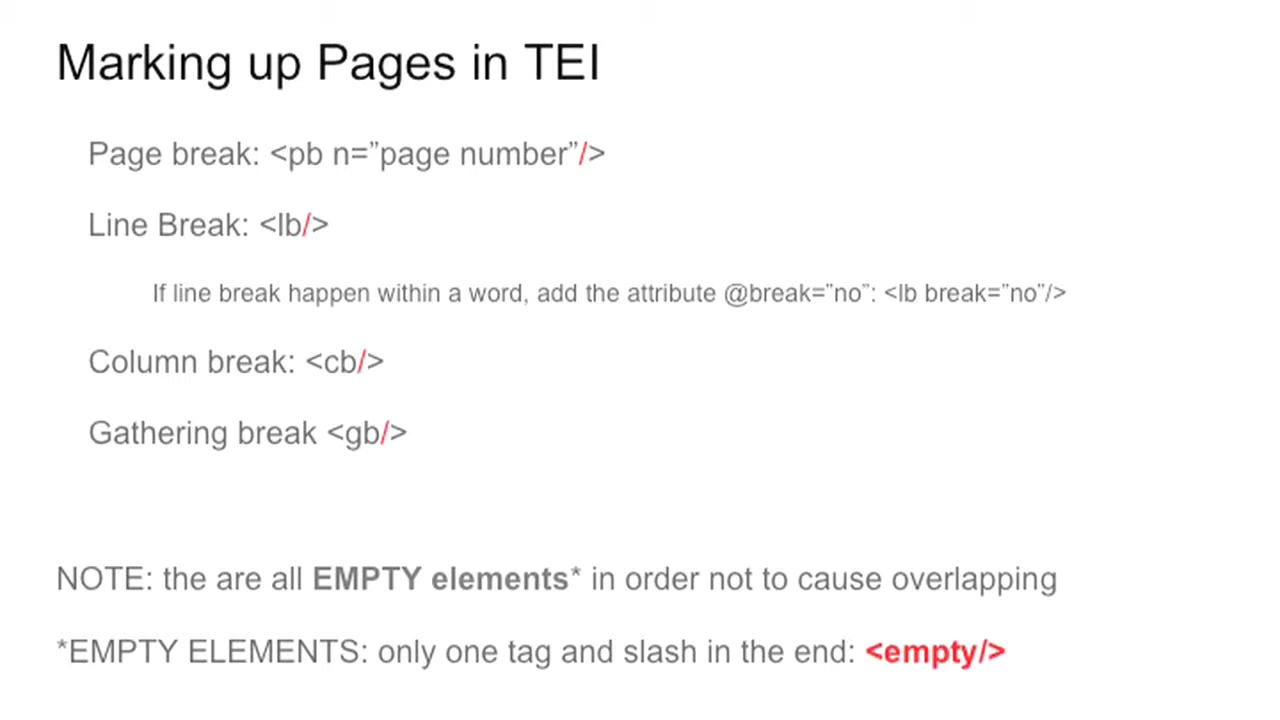 Marking up Pages in TEI
Page break: <pb n=”page number”/>
Line Break: <lb/>
If line break happen within a word, add the attribute @break=”no”: <lb break=”no”/>
Column break: <cb/>
Gathering break <gb/>
NOTE: the are all EMPTY elements* in order not to cause overlapping
*EMPTY ELEMENTS: only one tag and slash in the end: <empty/>